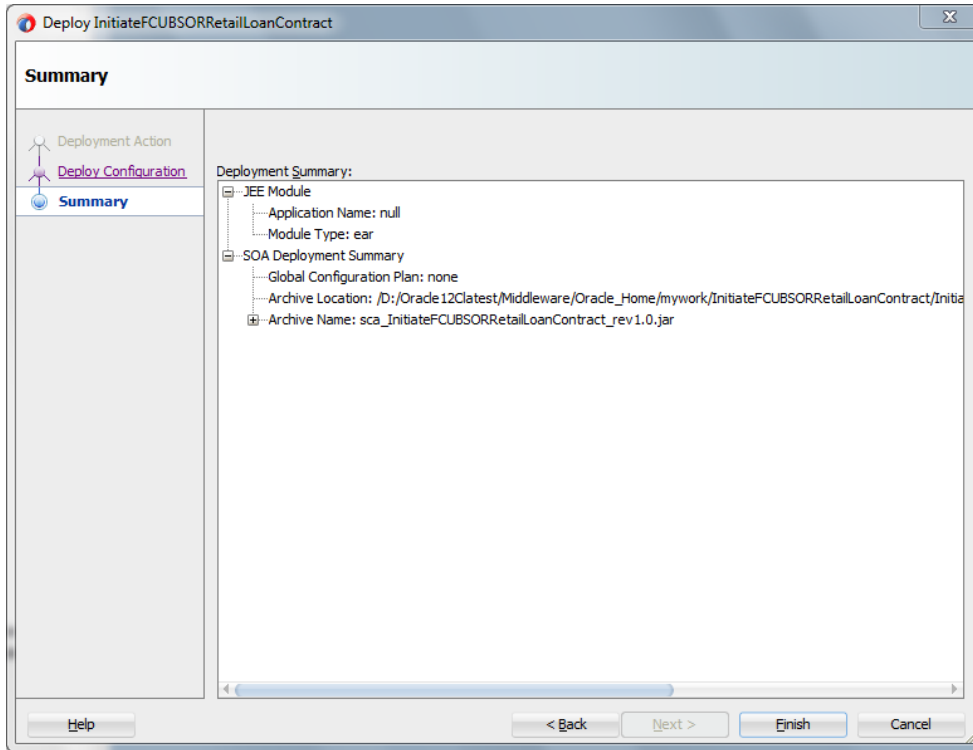 Deploy InitiateFCUBSORRetailLoanContract
Summary
Deployment Action
Deploy Configuration
Summary
Deployment Summary:
JEE Module
Application Name: null
Module Type: ear
SOA Deployment Summary
Global Configuration Plan: none
Archive Location: /D:/Oracle12Clatest/Middleware/Oracle_Home/mywork/InitiateFCUBSORRetailLoanContract/Initia
Archive Name: sca_InitiateFCUBSORRetailLoanContract_rev1.0.jar
Help
< Back
Next >
Finish
Cancel